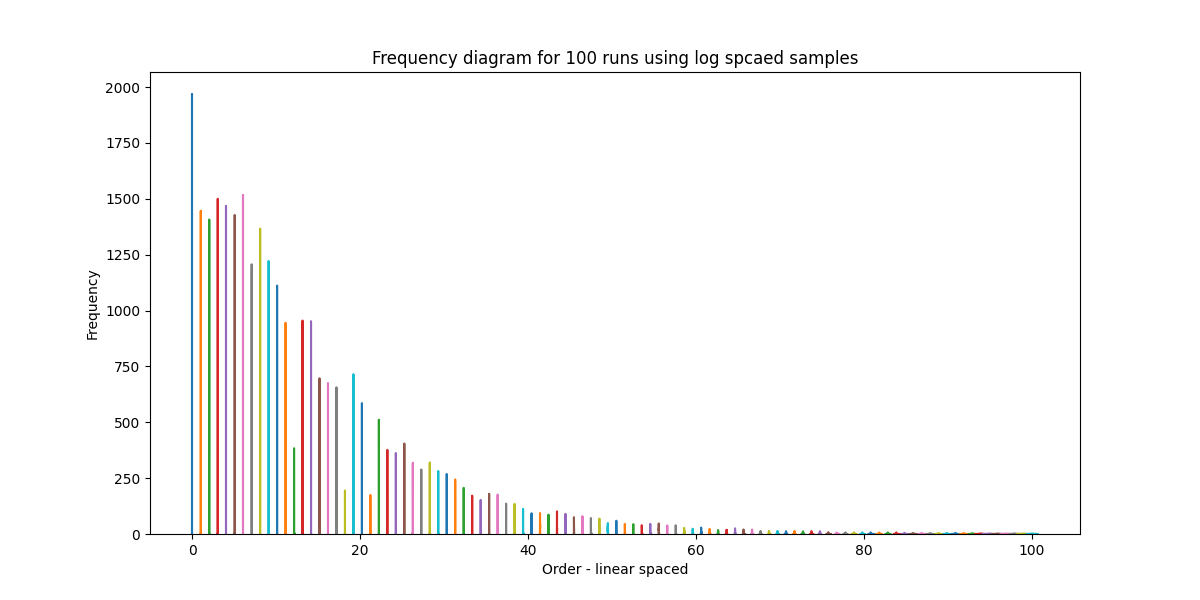 Frequency diagram for 100 runs using log spcaed samples
2000
1750
1500
1250
1000
750
500
250
0
Frequency
0 20 40 60 80 100
Order - linear spaced